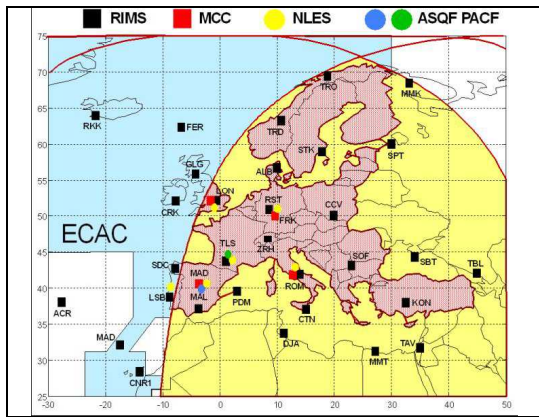 RIMS MCC NLES ASQF PACF
75
70
65
60
55
50
45
40
35
30
25
TRO
MMK
RKK
FER
TRD
STK
SPT
GLG
ALB
CRK
LON
RST
FRK
CCV
ZRH
ECAC
TLS
SDC
MAD
LSB
MAL
PDM
ROM
SOF
SBT
TBL
ACR
KON
CTN
MAD
DJA
MMT
TAV
CNR1
-30 -20 -10 0 10 20 30 40 50